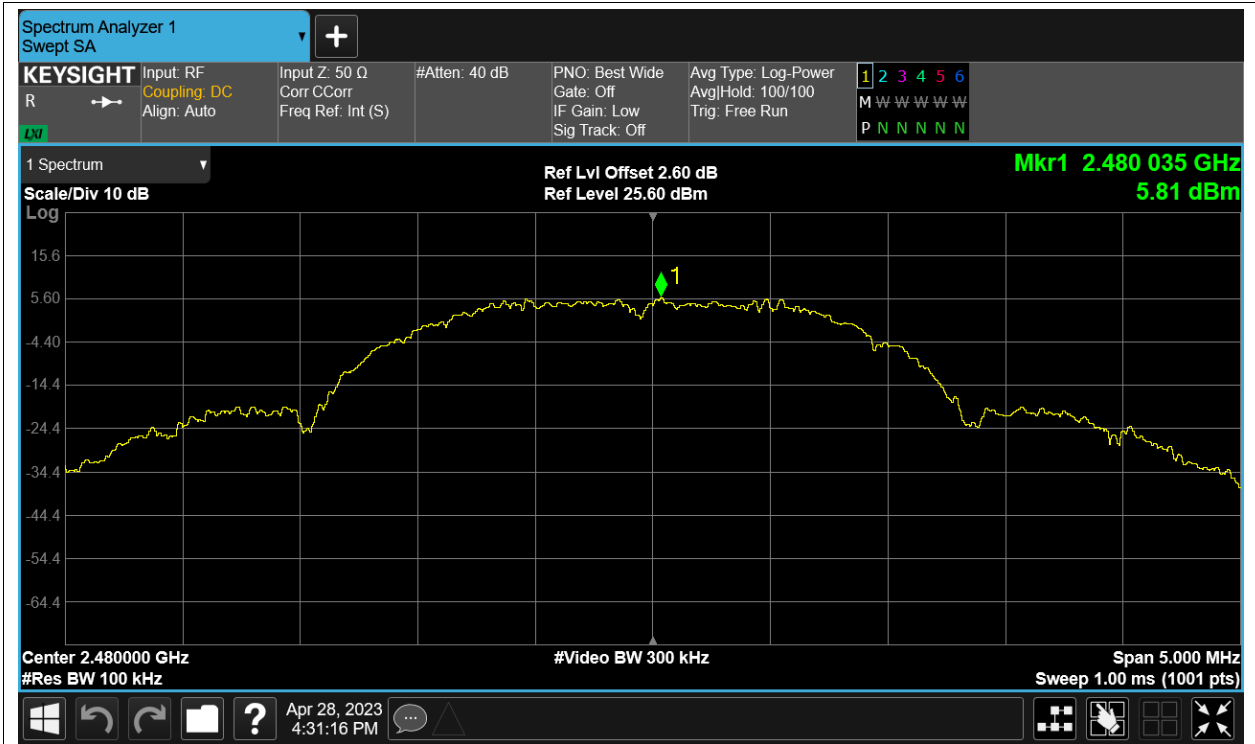 Spectrum Analyzer 1
Swept SA
KEYSIGHT
R
LXI
Input: RF
Coupling: DC
Align: Auto
Input Z: 50 Ω
Corr CCorr
Freq Ref: Int (S)
#Atten: 40 dB
PNO: Best Wide
Gate: Off
IF Gain: Low
Sig Track: Off
Avg Type: Log-Power
Avg|Hold: 100/100
Trig: Free Run
1 2 3 4 5 6
M W W W W W
P N N N N N
1 Spectrum
Scale/Div 10 dB
Log
Ref Lvl Offset 2.60 dB
Ref Level 25.60 dBm
Mkr1 2.480 035 GHz
5.81 dBm
1
15.6
5.60
-4.40
-14.4
-24.4
-34.4
-44.4
-54.4
-64.4
Center 2.480000 GHz
#Res BW 100 kHz
#Video BW 300 kHz
Span 5.000 MHz
Sweep 1.00 ms (1001 pts)
?
Apr 28, 2023
4:31:16 PM